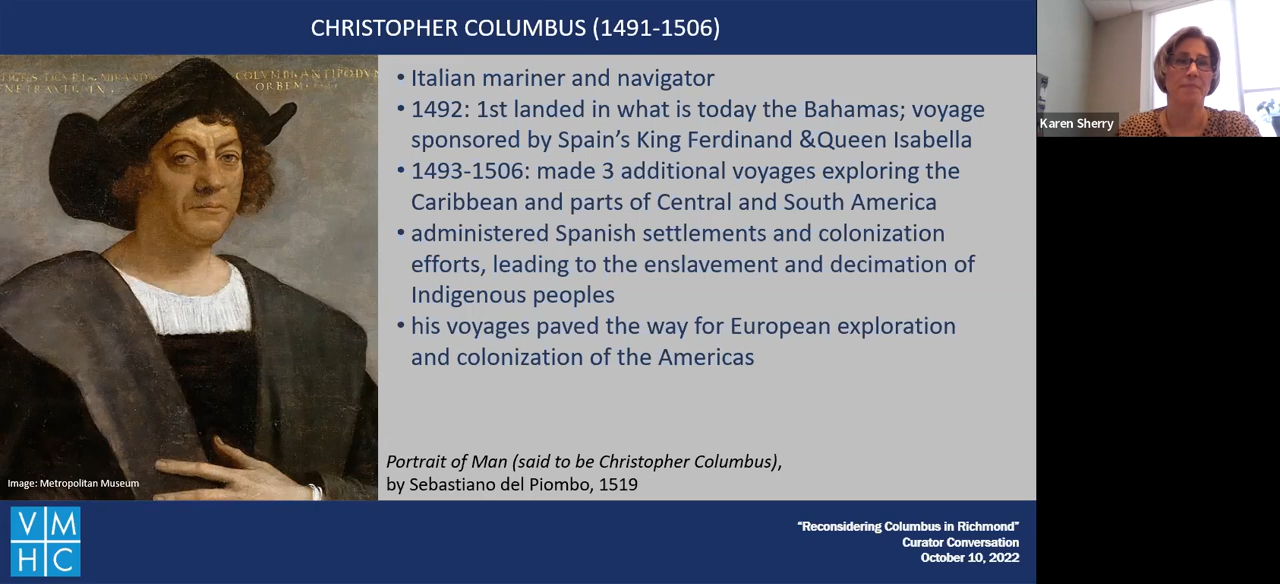 CHRISTOPHER COLUMBUS (1491-1506)
• Italian mariner and navigator
• 1492: 1st landed in what is today the Bahamas; voyage
sponsored by Spain’s King Ferdinand &Queen Isabella
• 1493-1506: made 3 additional voyages exploring the
Caribbean and parts of Central and South America
• administered Spanish settlements and colonization
efforts, leading to the enslavement and decimation of
Indigenous peoples
• his voyages paved the way for European exploration
and colonization of the Americas
Portrait of Man (said to be Christopher Columbus),
by Sebastiano del Piombo, 1519
COLVMB
ORBEM
Image: Metropolitan Museum
VM
HC
“Reconsidering Columbus in Richmond”
Curator Conversation
October 10, 2022
Karen Sherry